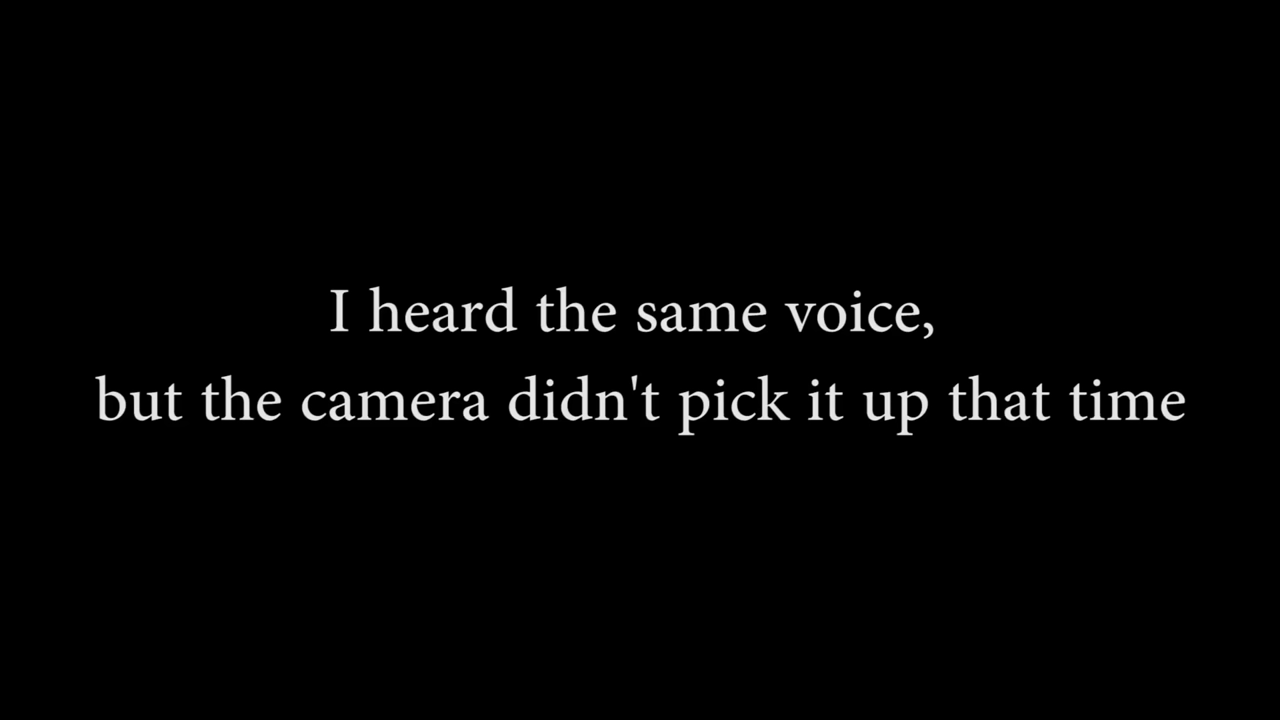 I heard the same voice,
but the camera didn't pick it up that time